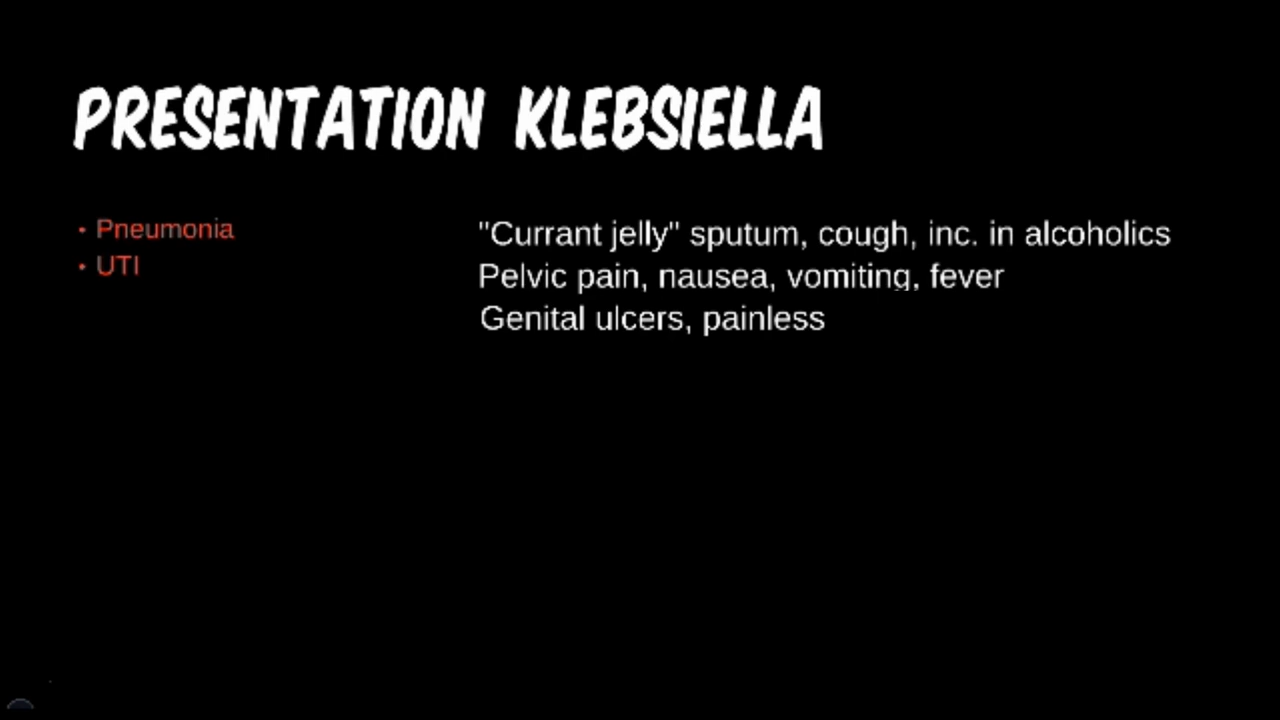 PRESENTATION KLEBSIELLA
• Pneumonia
• UTI
"Currant jelly" sputum, cough, inc. in alcoholics
Pelvic pain, nausea, vomiting, fever
Genital ulcers, painless